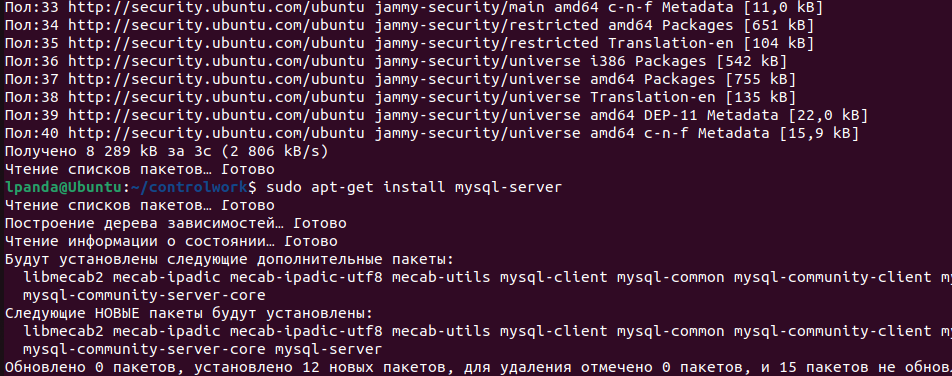 Пол:33 http://security.ubuntu.com/ubuntu jammy-security/main amd64 c-n-f Metadata [11,0 kB]
Пол:34 http://security.ubuntu.com/ubuntu jammy-security/restricted amd64 Packages [651 kB]
Пол:35 http://security.ubuntu.com/ubuntu jammy-security/restricted Translation-en [104 kB]
Пол:36 http://security.ubuntu.com/ubuntu jammy-security/universe i386 Packages [542 kB]
Пол:37 http://security.ubuntu.com/ubuntu jammy-security/universe amd64 Packages [755 kB]
Пол:38 http://security.ubuntu.com/ubuntu jammy-security/universe Translation-en [135 kB]
Пол:39 http://security.ubuntu.com/ubuntu jammy-security/universe amd64 DEP-11 Metadata [22,0 kB]
Пол:40 http://security.ubuntu.com/ubuntu jammy-security/universe amd64 c-n-f Metadata [15,9 kB]
Получено 8 289 kB за 3с (2 806 kB/s)
Чтение списков пакетов… Готово
lpanda@Ubuntu:~/controlwork$ sudo apt-get install mysql-server
Чтение списков пакетов… Готово
Построение дерева зависимостей… Готово
Чтение информации о состоянии… Готово
Будут установлены следующие дополнительные пакеты:
libmecab2 mecab-ipadic mecab-ipadic-utf8 mecab-utils mysql-client mysql-common mysql-community-client my
mysql-community-server-core
Следующие НОВЫЕ пакеты будут установлены:
libmecab2 mecab-ipadic mecab-ipadic-utf8 mecab-utils mysql-client mysql-common mysql-community-client my
mysql-community-server-core mysql-server
Обновлено 0 пакетов, установлено 12 новых пакетов, для удаления отмечено 0 пакетов, и 15 пакетов не обнов